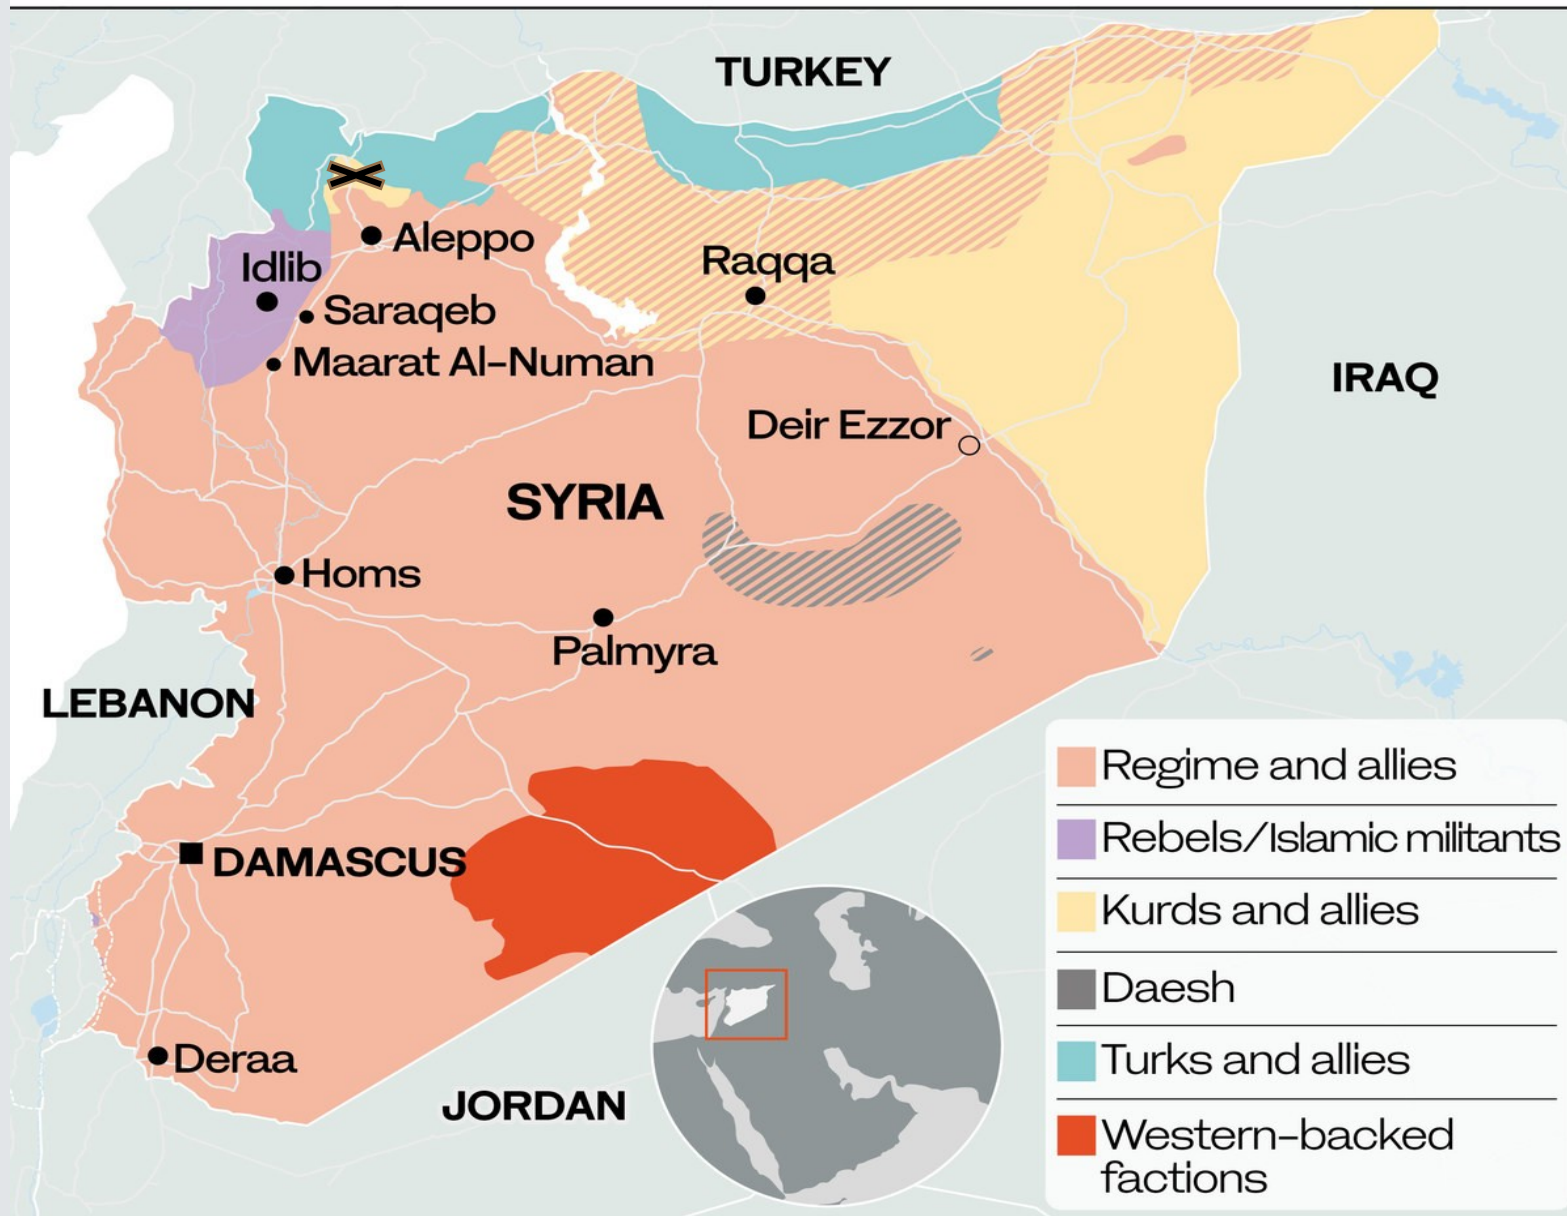 TURKEY
Aleppo
Idlib
Raqqa
Saraqeb
Maarat Al-Numan
IRAQ
Deir Ezzor
SYRIA
Homs
Palmyra
LEBANON
DAMASCUS
Deraa
JORDAN
Regime and allies
Rebels/Islamic militants
Kurds and allies
Daesh
Turks and allies
Western-backed
factions